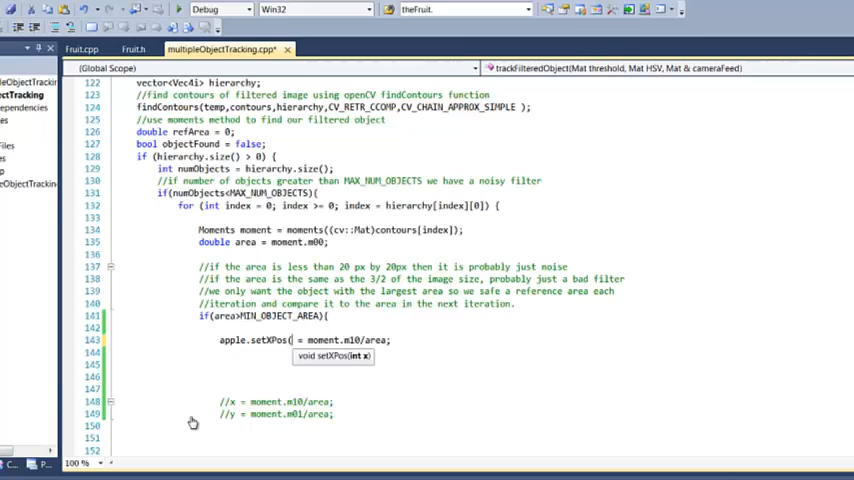 Debug
Win32
theFruit.
Fruit.cpp Fruit.h multipleObjectTracking.cpp* ×
(Global Scope) trackFilteredObject(Mat threshold, Mat HSV, Mat & cameraFeed)
ectTracking
Tracking
ependencies
Files
s
p
eObjectTracking
122 vector<Vec4i> hierarchy;
123 //find contours of filtered image using openCV findContours function
124 findContours(temp,contours,hierarchy,CV_RETR_CCOMP,CV_CHAIN_APPROX_SIMPLE );
125 //use moments method to find our filtered object
126 double refArea = 0;
127 bool objectFound = false;
128 if (hierarchy.size() > 0) {
129 int numObjects = hierarchy.size();
130 //if number of objects greater than MAX_NUM_OBJECTS we have a noisy filter
131 if(numObjects<MAX_NUM_OBJECTS){
132 for (int index = 0; index >= 0; index = hierarchy[index][0]) {
133
134 Moments moment = moments((cv::Mat)contours[index]);
135 double area = moment.m00;
136
137 //if the area is less than 20 px by 20px then it is probably just noise
138 //if the area is the same as the 3/2 of the image size, probably just a bad filter
139 //we only want the object with the largest area so we safe a reference area each
140 //iteration and compare it to the area in the next iteration.
141 if(area>MIN_OBJECT_AREA){
142
143 apple.setXPos( = moment.m10/area;
144 void setXPos(int x)
145
146
147
148 //x = moment.m10/area;
149 //y = moment.m01/area;
150
151
152
C... P...
100 %